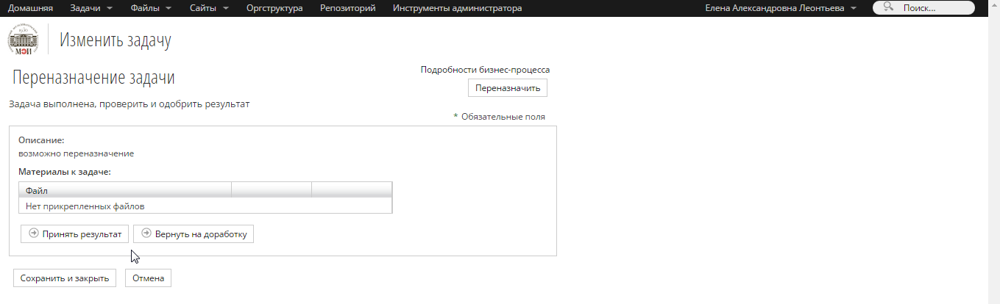 Домашняя Задачи Файлы Сайты Оргструктура Репозиторий Инструменты администратора Елена Александровна Леонтьева Поиск...
МЭИ Изменить задачу
Переназначение задачи
Подробности бизнес-процесса
Переназначить
Задача выполнена, проверить и одобрить результат
* Обязательные поля
Описание:
возможно переназначение
Материалы к задаче:
Файл
Нет прикрепленных файлов
Принять результат Вернуть на доработку
Сохранить и закрыть Отмена